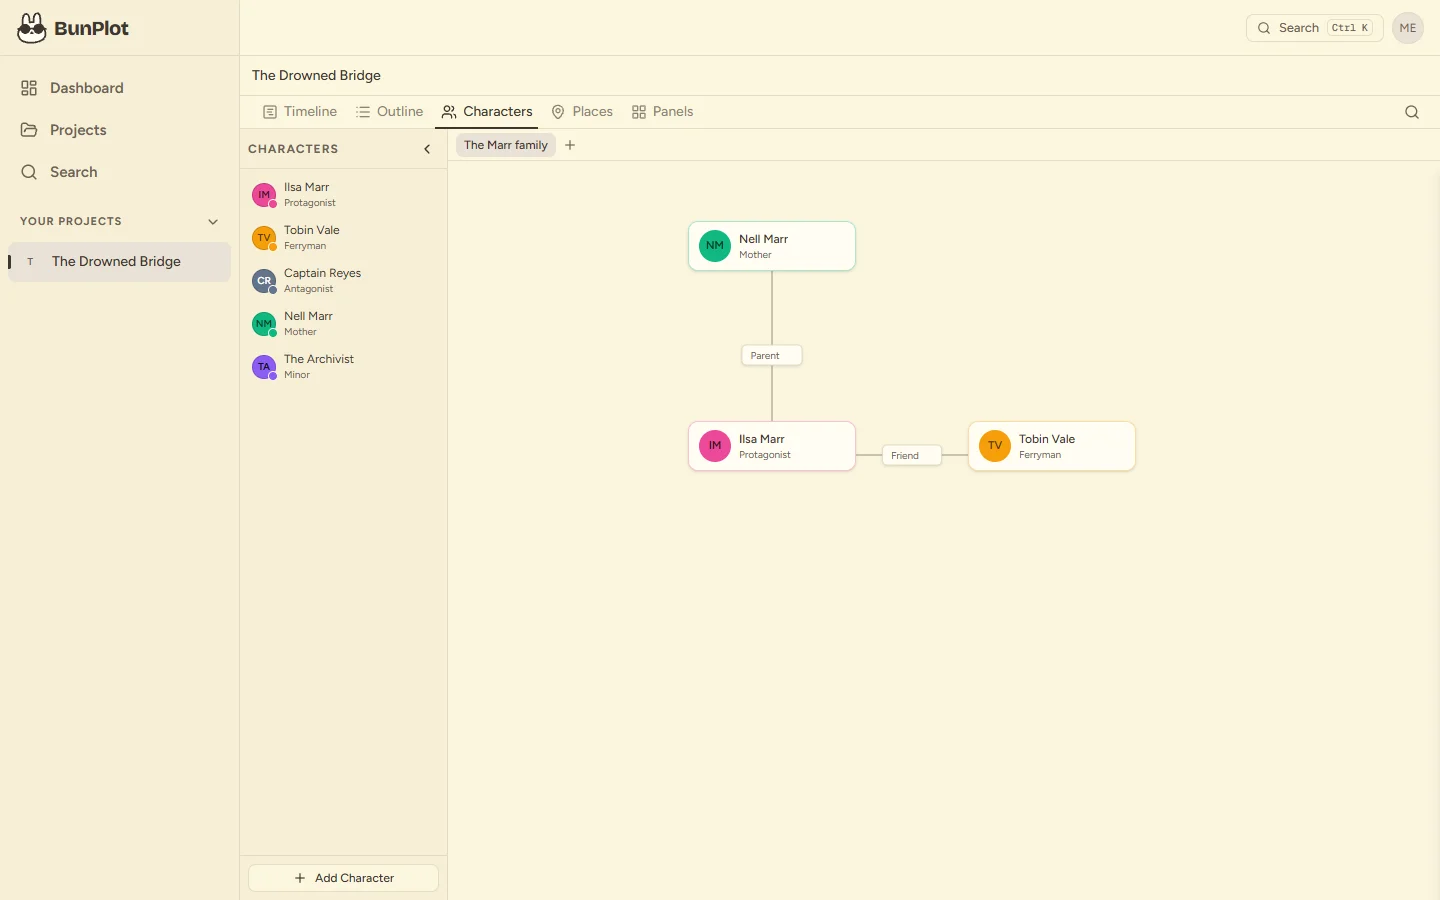 BunPlot
Search Ctrl K
ME
Dashboard
Projects
Search
YOUR PROJECTS
T The Drowned Bridge
The Drowned Bridge
Timeline Outline Characters Places Panels
CHARACTERS
IM Ilsa Marr
Protagonist
TV Tobin Vale
Ferryman
CR Captain Reyes
Antagonist
NM Nell Marr
Mother
TA The Archivist
Minor
Add Character
The Marr family
NM Nell Marr
Mother
Parent
IM Ilsa Marr
Protagonist
Friend
TV Tobin Vale
Ferryman